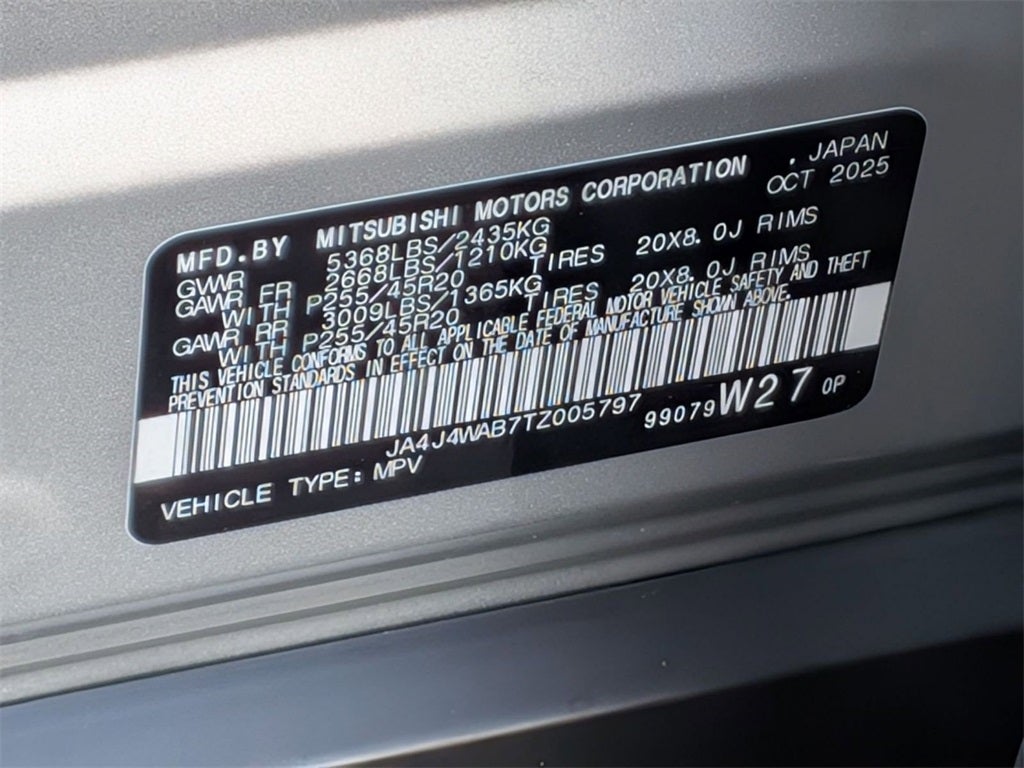 MFD.BY MITSUBISHI MOTORS CORPORATION . JAPAN
OCT 2025
GVWR 5368LBS/2435KG
GAWR FR 2668LBS/1210KG
WITH P255/45R20 TIRES 20X8.0J RIMS
GAWR RR 3009LBS/1365KG
WITH P255/45R20 TIRES 20X8.0J RIMS
THIS VEHICLE CONFORMS TO ALL APPLICABLE FEDERAL MOTOR VEHICLE SAFETY AND THEFT
PREVENTION STANDARDS IN EFFECT ON THE DATE OF MANUFACTURE SHOWN ABOVE.
JA4J4WAB7TZ005797 99079 W27 0P
VEHICLE TYPE: MPV